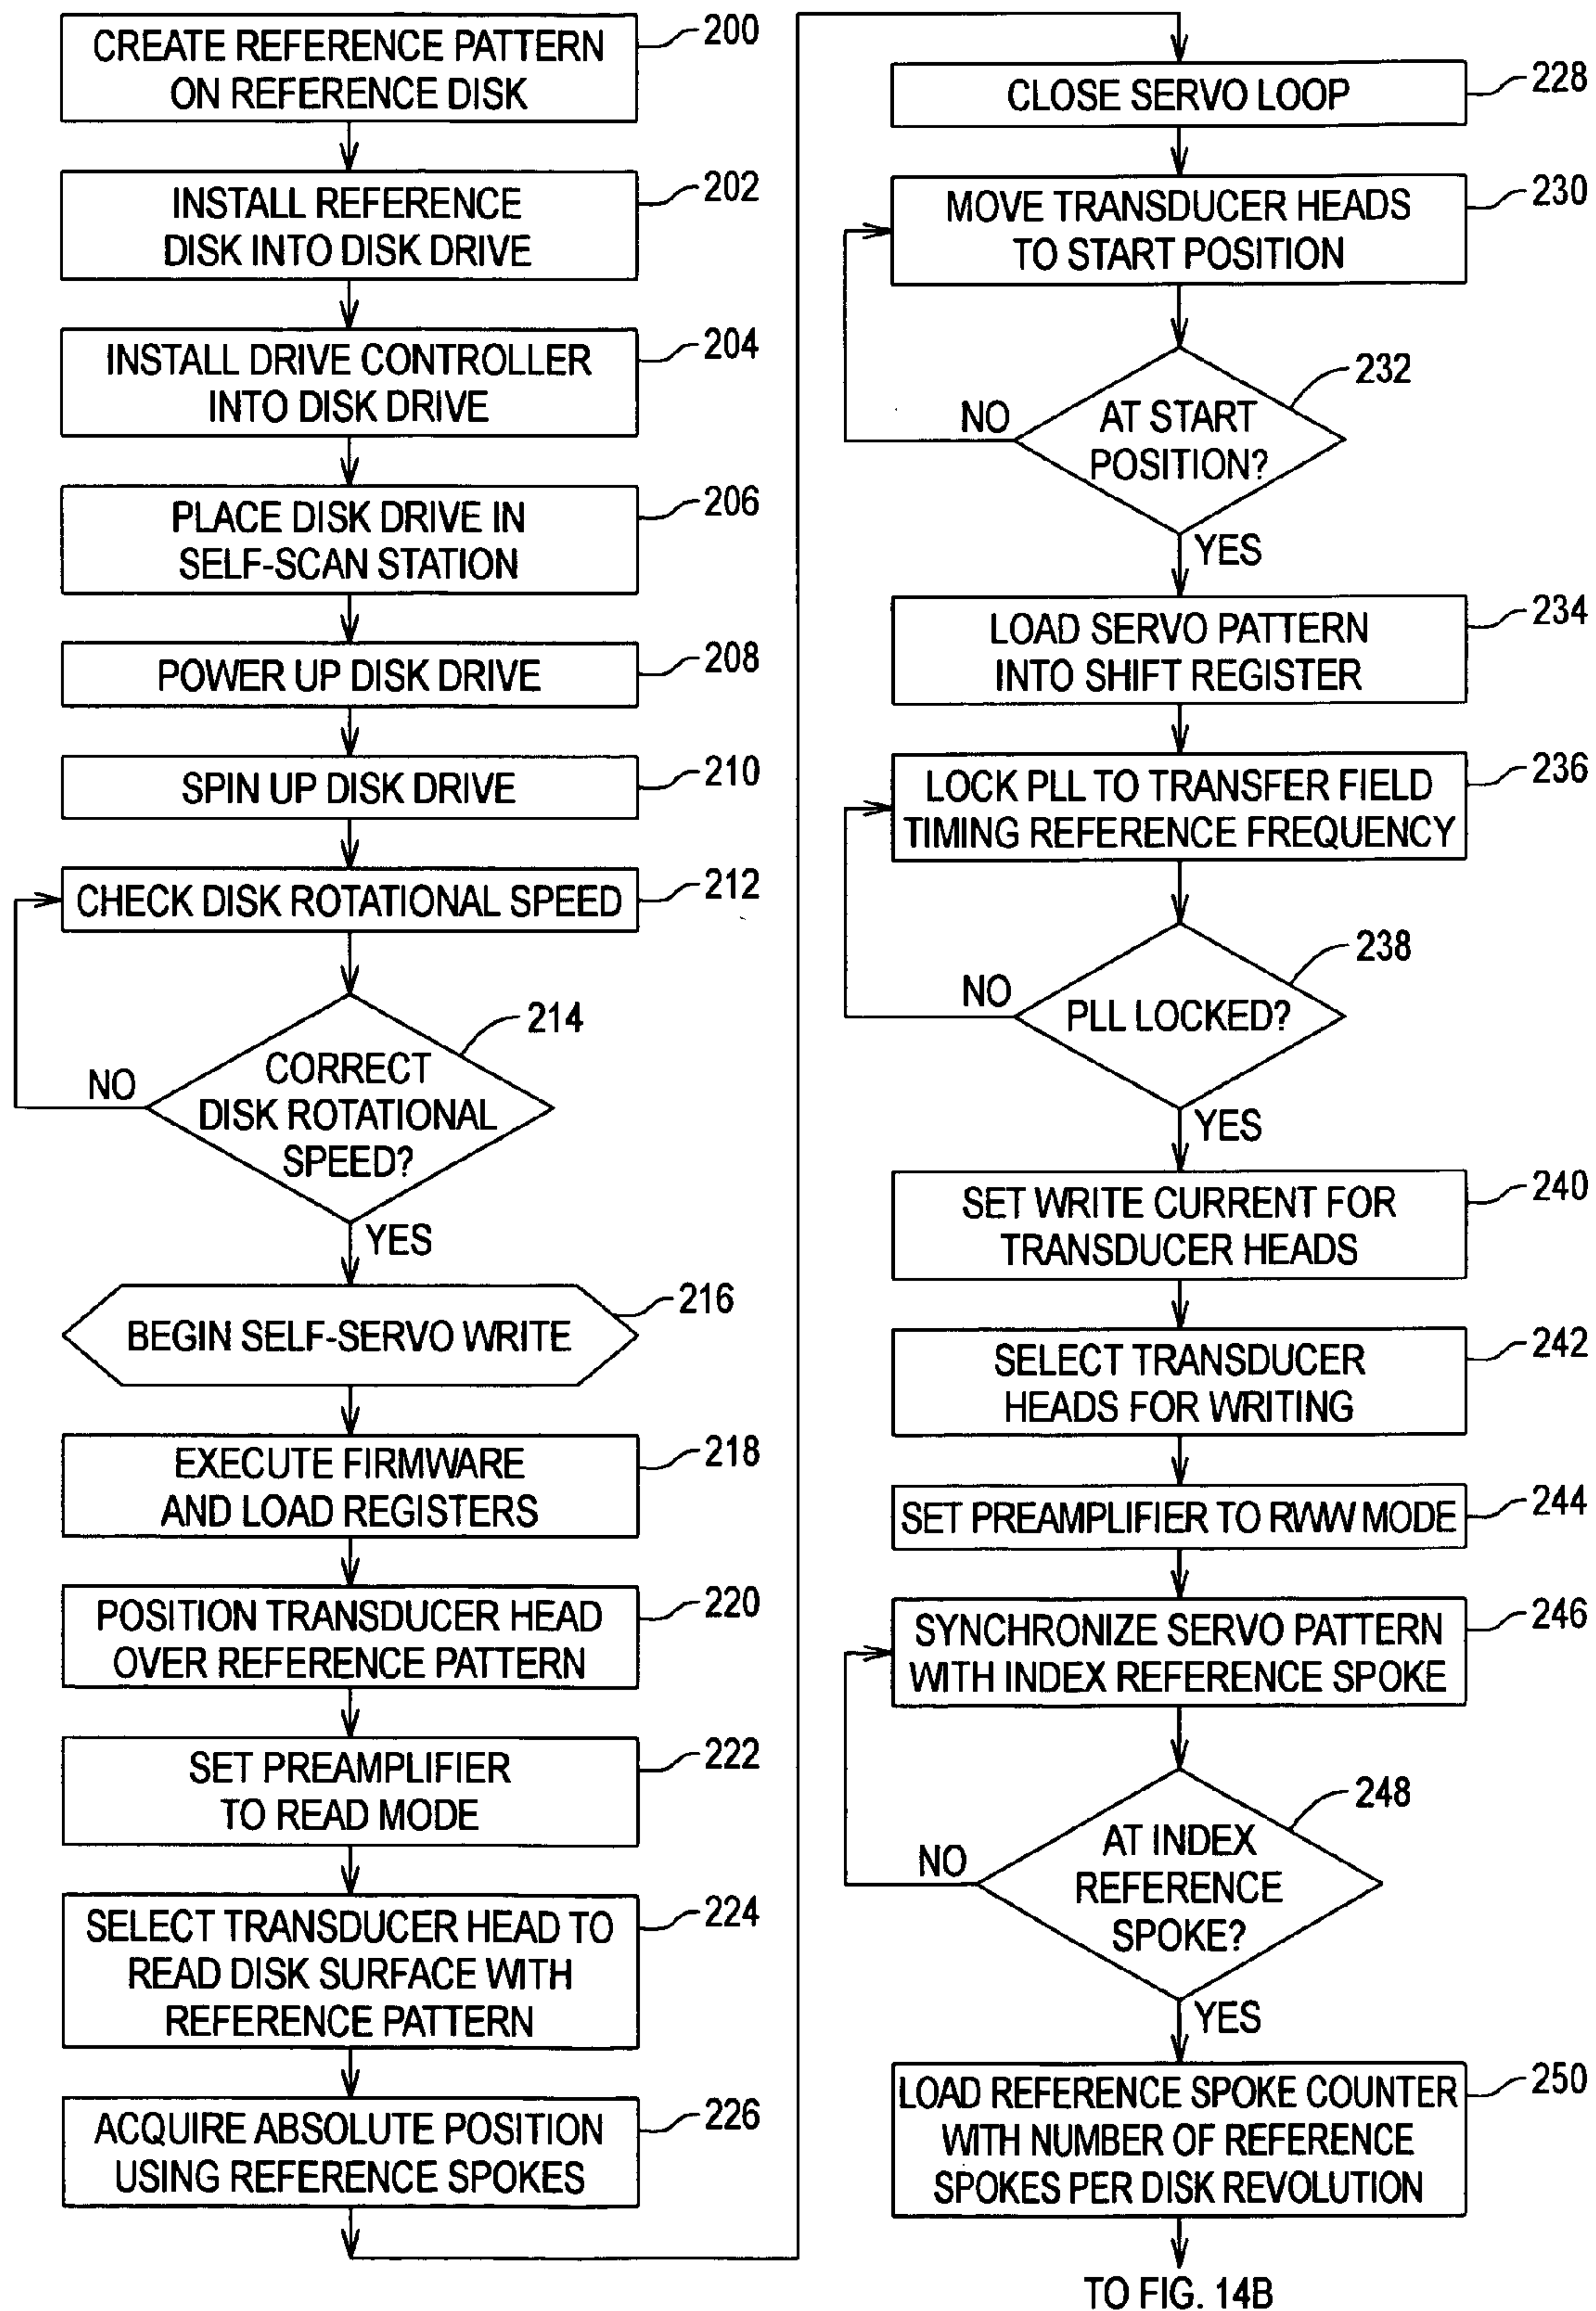 CREATE REFERENCE PATTERN
ON REFERENCE DISK
200
INSTALL REFERENCE
DISK INTO DISK DRIVE
202
INSTALL DRIVE CONTROLLER
INTO DISK DRIVE
204
PLACE DISK DRIVE IN
SELF-SCAN STATION
206
POWER UP DISK DRIVE
208
SPIN UP DISK DRIVE
210
CHECK DISK ROTATIONAL SPEED
212
CORRECT
DISK ROTATIONAL
SPEED?
214
NO
YES
BEGIN SELF-SERVO WRITE
216
EXECUTE FIRMWARE
AND LOAD REGISTERS
218
POSITION TRANSDUCER HEAD
OVER REFERENCE PATTERN
220
SET PREAMPLIFIER
TO READ MODE
222
SELECT TRANSDUCER HEAD TO
READ DISK SURFACE WITH
REFERENCE PATTERN
224
ACQUIRE ABSOLUTE POSITION
USING REFERENCE SPOKES
226
CLOSE SERVO LOOP
228
MOVE TRANSDUCER HEADS
TO START POSITION
230
AT START
POSITION?
232
NO
YES
LOAD SERVO PATTERN
INTO SHIFT REGISTER
234
LOCK PLL TO TRANSFER FIELD
TIMING REFERENCE FREQUENCY
236
PLL LOCKED?
238
NO
YES
SET WRITE CURRENT FOR
TRANSDUCER HEADS
240
SELECT TRANSDUCER
HEADS FOR WRITING
242
SET PREAMPLIFIER TO RWW MODE
244
SYNCHRONIZE SERVO PATTERN
WITH INDEX REFERENCE SPOKE
246
AT INDEX
REFERENCE
SPOKE?
248
NO
YES
LOAD REFERENCE SPOKE COUNTER
WITH NUMBER OF REFERENCE
SPOKES PER DISK REVOLUTION
250
TO FIG. 14B